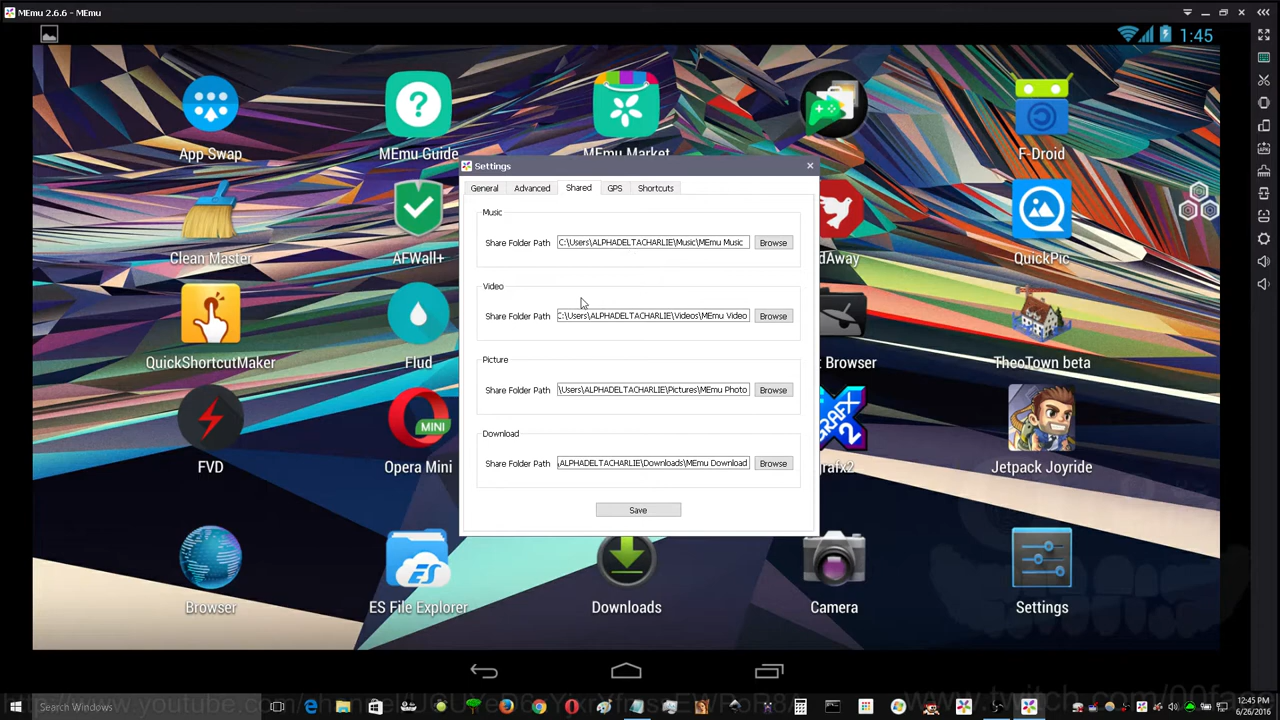 MEmu 2.6.6 - MEmu
1:45
App Swap
MEmu Guide
MEmu Market
F-Droid
Settings
General
Advanced
Shared
GPS
Shortcuts
Music
Share Folder Path
C:\Users\ALPHADELTACHARLIE\Music\MEmu Music
Browse
Video
Share Folder Path
C:\Users\ALPHADELTACHARLIE\Videos\MEmu Video
Browse
Picture
Share Folder Path
\Users\ALPHADELTACHARLIE\Pictures\MEmu Photo
Browse
Download
Share Folder Path
\ALPHADELTACHARLIE\Downloads\MEmu Download
Browse
Save
Clean Master
AFWall+
dAway
QuickPic
QuickShortcutMaker
Flud
t Browser
TheoTown beta
FVD
MINI
Opera Mini
grafx2
Jetpack Joyride
Browser
ES
ES File Explorer
Downloads
Camera
Settings
Search Windows
12:45 PM
6/26/2016